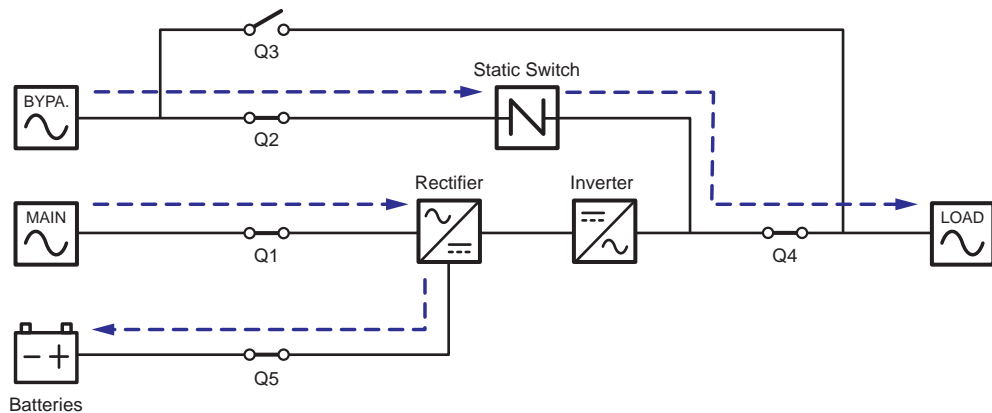 Q3
Static Switch
BYPA.
Q2
Rectifier
Inverter
MAIN
LOAD
Q1
Q4
Q5
Batteries